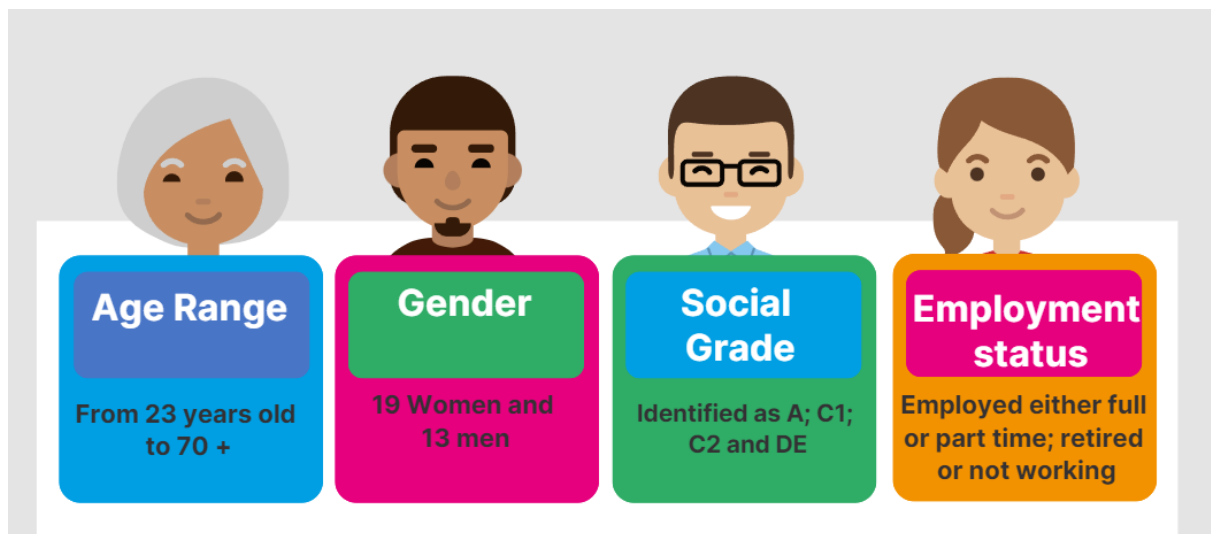 Age Range
From 23 years old
to 70 +
Gender
19 Women and
13 men
Social
Grade
Identified as A; C1;
C2 and DE
Employment
status
Employed either full
or part time; retired
or not working